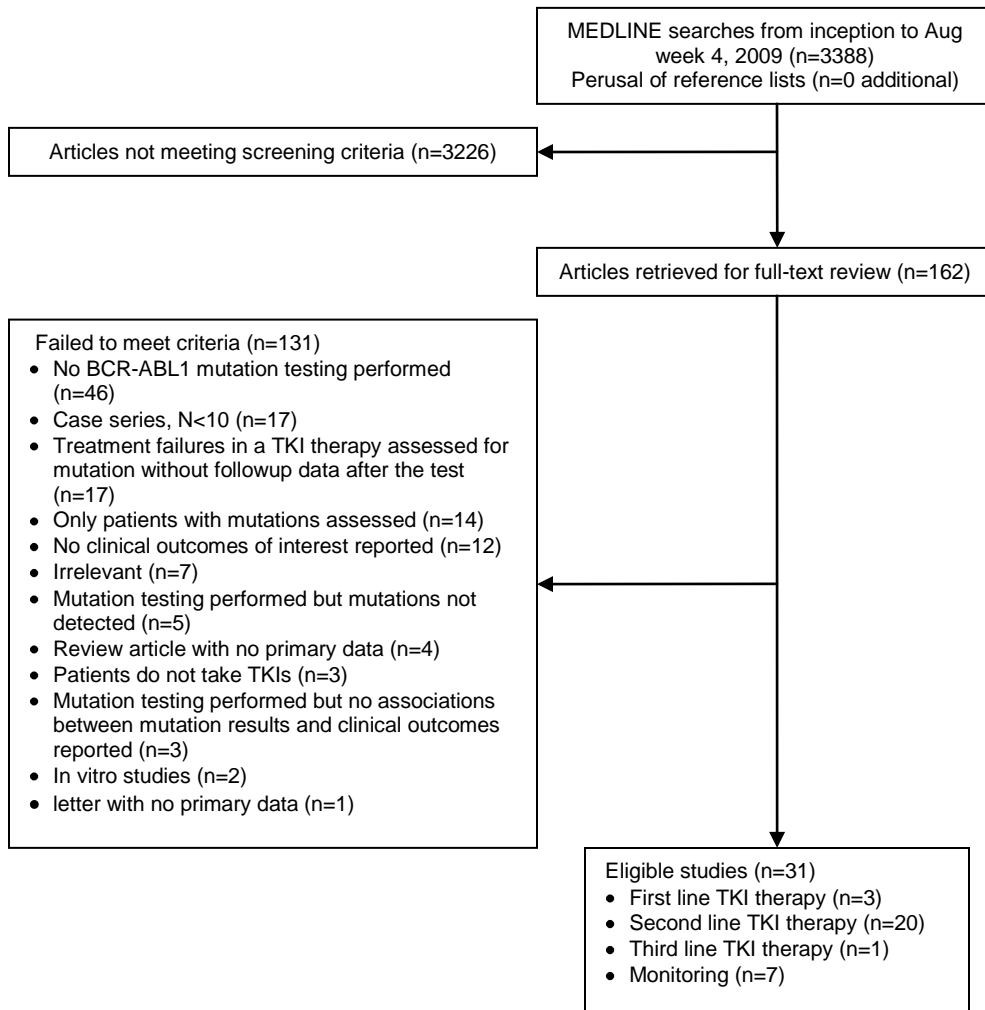 MEDLINE searches from inception to Aug
week 4, 2009 (n=3388)
Perusal of reference lists (n=0 additional)
Articles not meeting screening criteria (n=3226)
Articles retrieved for full-text review (n=162)
Failed to meet criteria (n=131)
• No BCR-ABL1 mutation testing performed
(n=46)
• Case series, N<10 (n=17)
• Treatment failures in a TKI therapy assessed for
mutation without followup data after the test
(n=17)
• Only patients with mutations assessed (n=14)
• No clinical outcomes of interest reported (n=12)
• Irrelevant (n=7)
• Mutation testing performed but mutations not
detected (n=5)
• Review article with no primary data (n=4)
• Patients do not take TKIs (n=3)
• Mutation testing performed but no associations
between mutation results and clinical outcomes
reported (n=3)
• In vitro studies (n=2)
• letter with no primary data (n=1)
Eligible studies (n=31)
• First line TKI therapy (n=3)
• Second line TKI therapy (n=20)
• Third line TKI therapy (n=1)
• Monitoring (n=7)